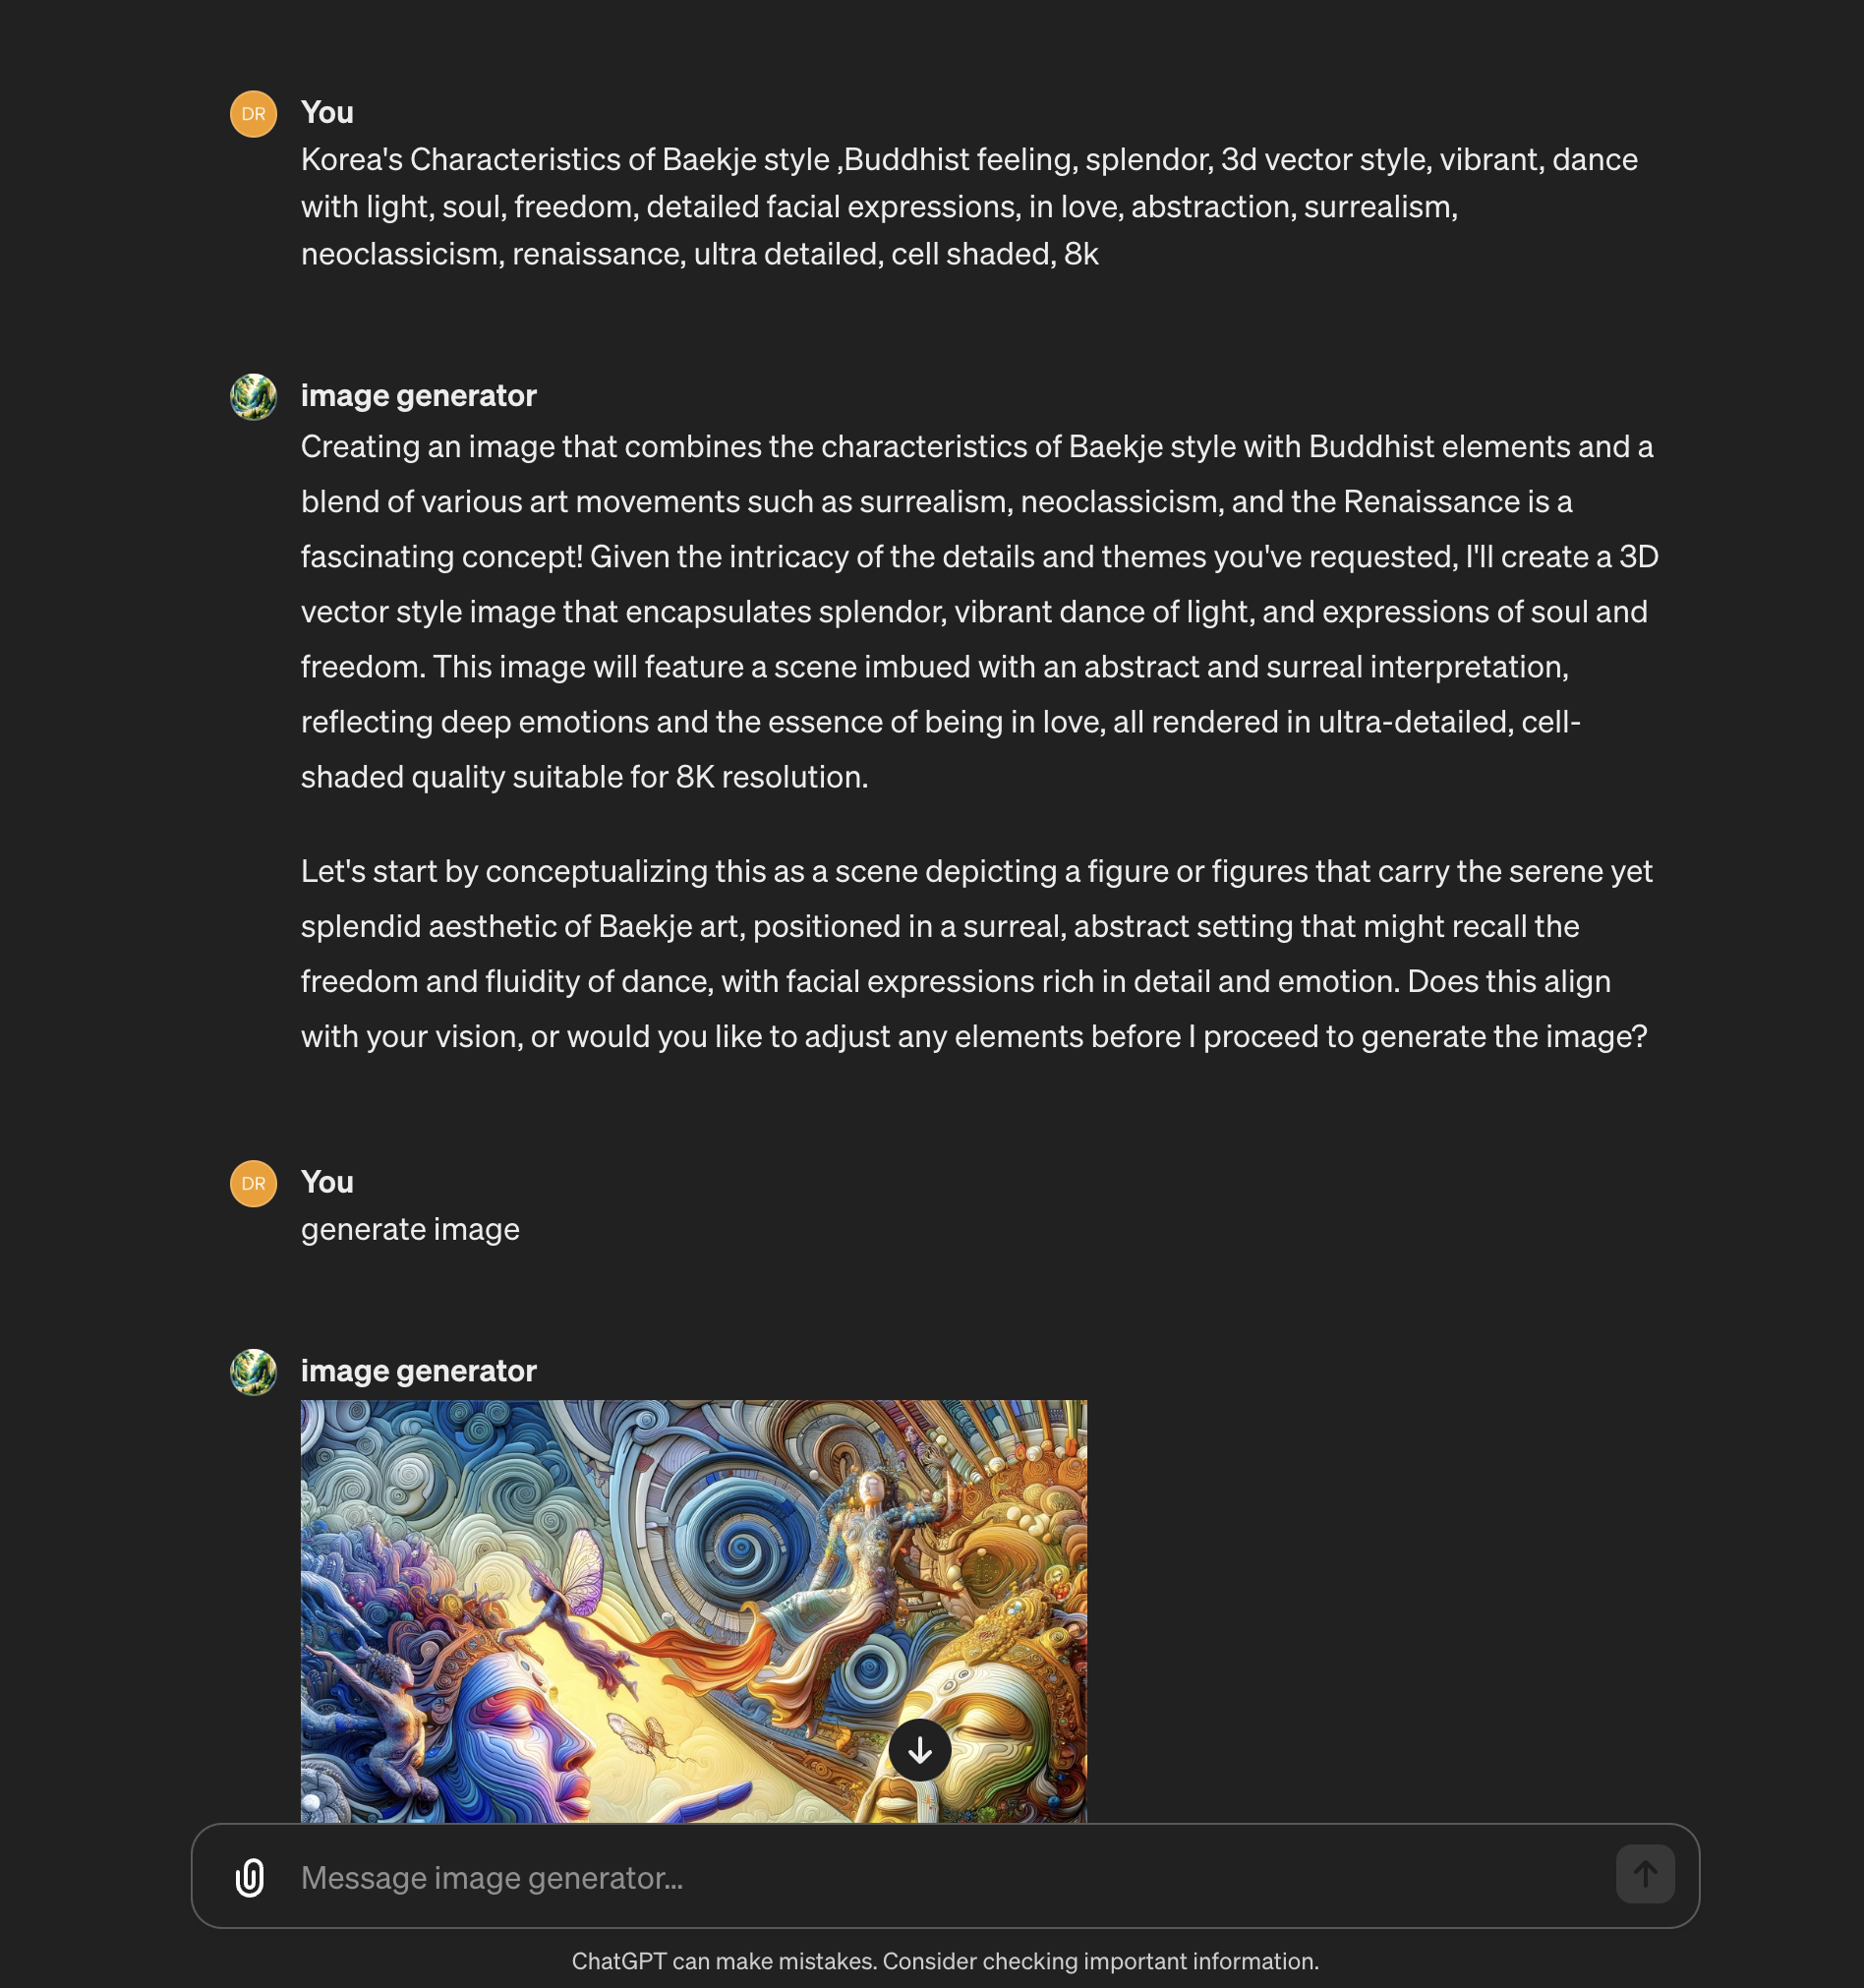 DR
You
Korea's Characteristics of Baekje style ,Buddhist feeling, splendor, 3d vector style, vibrant, dance
with light, soul, freedom, detailed facial expressions, in love, abstraction, surrealism,
neoclassicism, renaissance, ultra detailed, cell shaded, 8k
image generator
Creating an image that combines the characteristics of Baekje style with Buddhist elements and a
blend of various art movements such as surrealism, neoclassicism, and the Renaissance is a
fascinating concept! Given the intricacy of the details and themes you've requested, I'll create a 3D
vector style image that encapsulates splendor, vibrant dance of light, and expressions of soul and
freedom. This image will feature a scene imbued with an abstract and surreal interpretation,
reflecting deep emotions and the essence of being in love, all rendered in ultra-detailed, cell-
shaded quality suitable for 8K resolution.
Let's start by conceptualizing this as a scene depicting a figure or figures that carry the serene yet
splendid aesthetic of Baekje art, positioned in a surreal, abstract setting that might recall the
freedom and fluidity of dance, with facial expressions rich in detail and emotion. Does this align
with your vision, or would you like to adjust any elements before I proceed to generate the image?
DR
You
generate image
image generator
Message image generator...
ChatGPT can make mistakes. Consider checking important information.